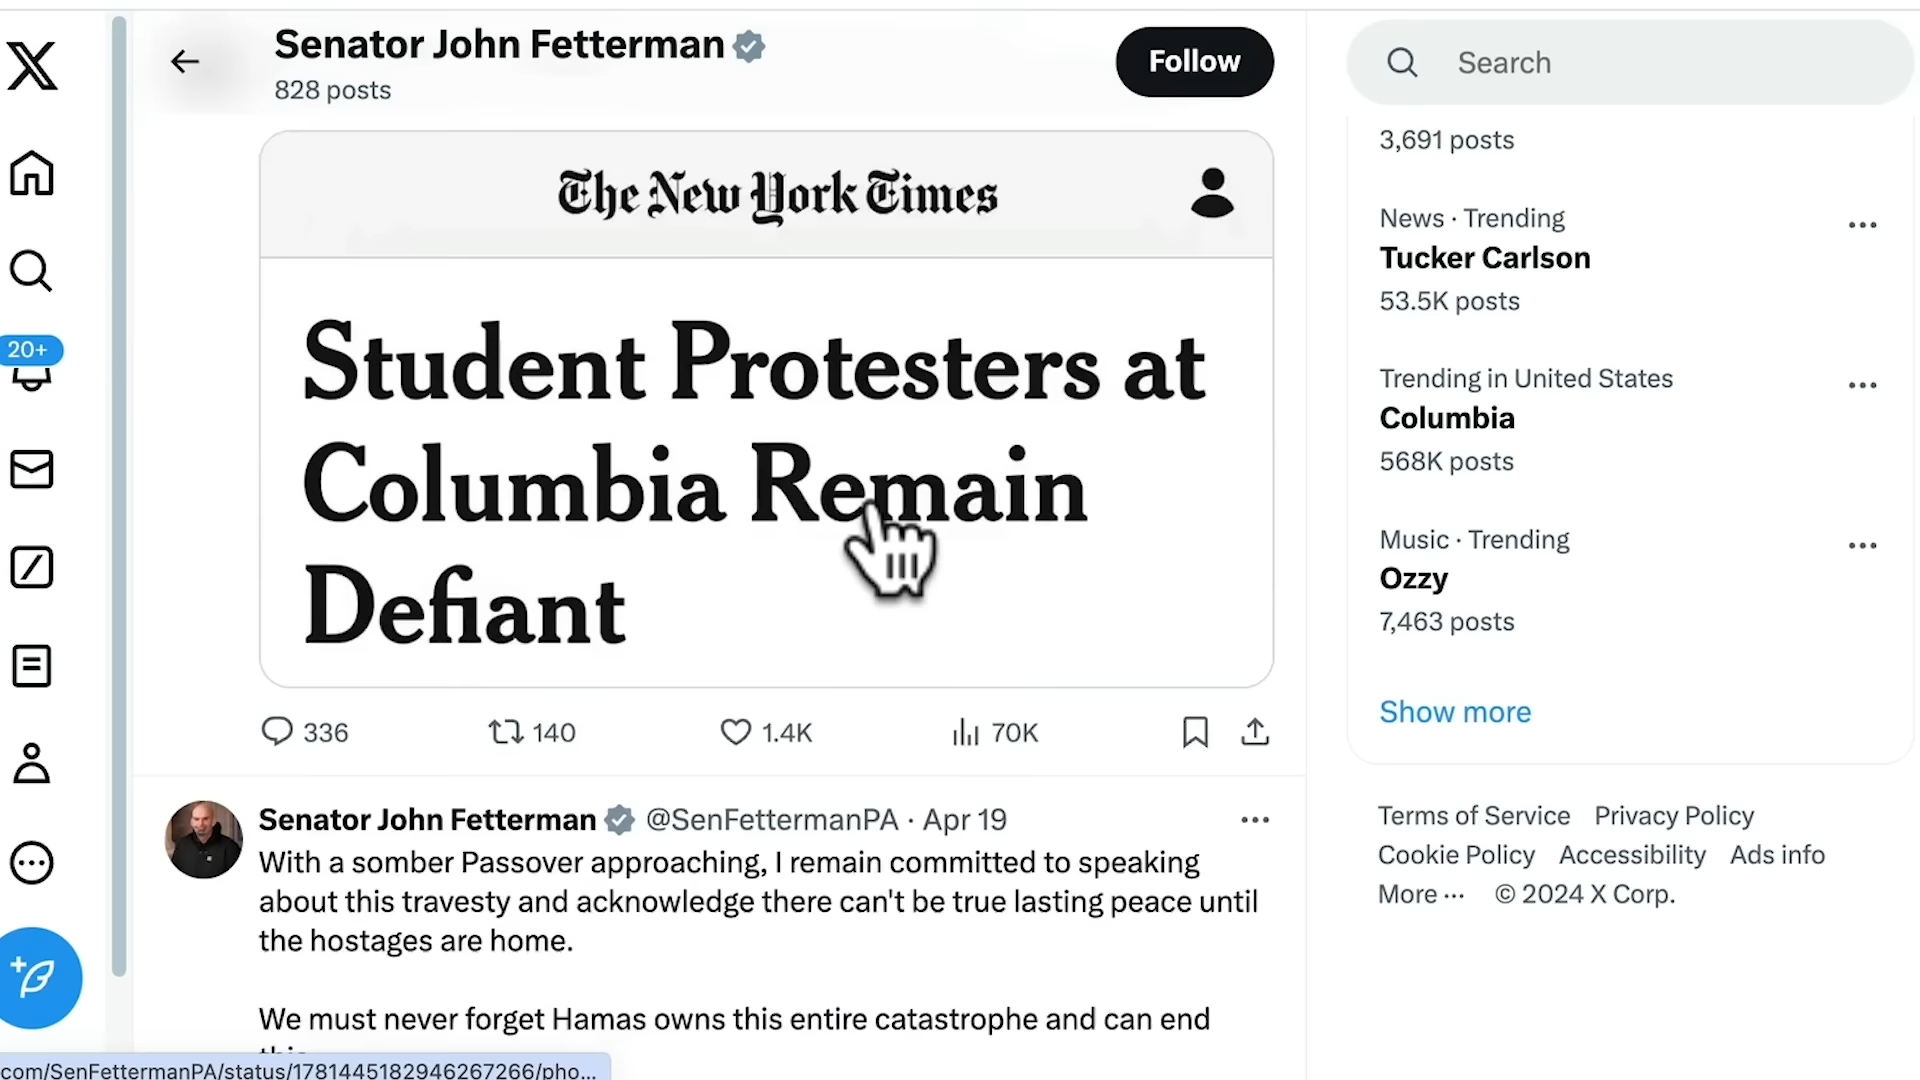 Senator John Fetterman
828 posts
Follow
Search
The New York Times
Student Protesters at
Columbia Remain
Defiant
336
140
1.4K
70K
Senator John Fetterman @SenFettermanPA · Apr 19
With a somber Passover approaching, I remain committed to speaking
about this travesty and acknowledge there can't be true lasting peace until
the hostages are home.
We must never forget Hamas owns this entire catastrophe and can end
20+
3,691 posts
News · Trending
Tucker Carlson
53.5K posts
Trending in United States
Columbia
568K posts
Music · Trending
Ozzy
7,463 posts
Show more
Terms of Service Privacy Policy
Cookie Policy Accessibility Ads info
More ··· © 2024 X Corp.
com/SenFettermanPA/status/1781445182946267266/pho...